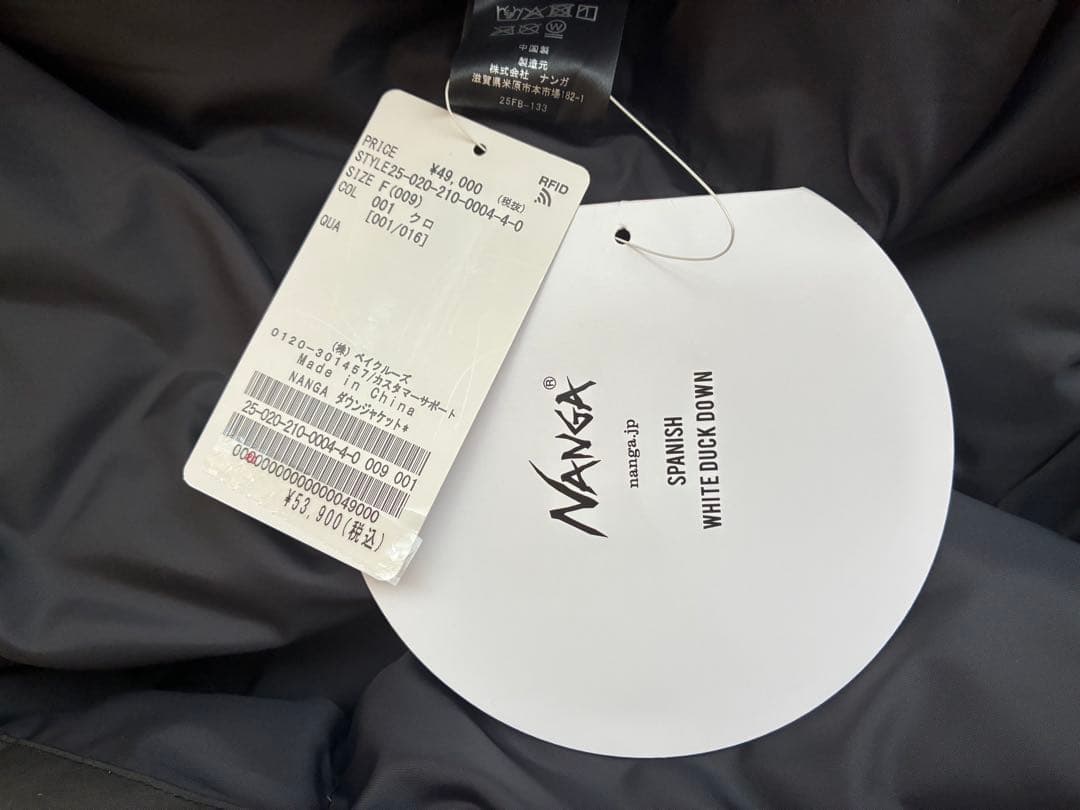 中国製
製造元
株式会社 ナンガ
滋賀県米原市本市場182-1
25FB-133
RFID
PRICE ¥49,000 (税抜)
STYLE25-020-210-0004-4-0
SIZE F(009)
COL 001 クロ
[001/016]
QUA
(株) ベイクルーズ
0120-301457/カスタマーサポート
Made in China
NANGA ダウンジャケット*
25-020-210-0004-4-0 009 001
0000000000000049000
¥53,900(税込)
NANGA®
nanga.jp
SPANISH
WHITE DUCK DOWN